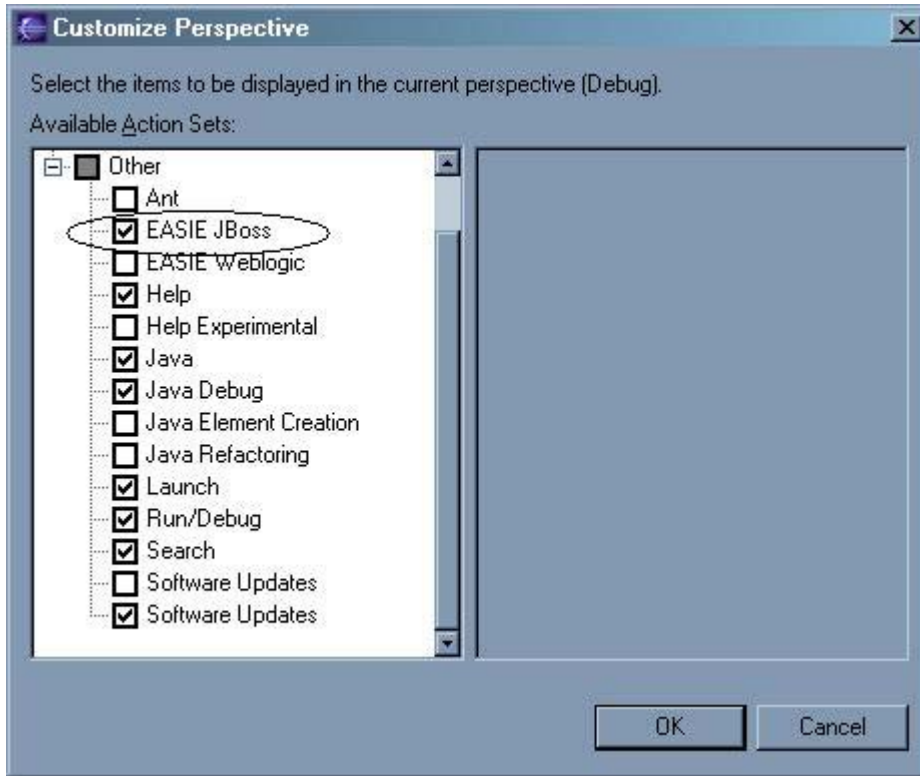 Customize Perspective
Select the items to be displayed in the current perspective (Debug).
Available Action Sets:
Other
Ant
EASIE JBoss
EASIE Weblogic
Help
Help Experimental
Java
Java Debug
Java Element Creation
Java Refactoring
Launch
Run/Debug
Search
Software Updates
Software Updates
OK Cancel